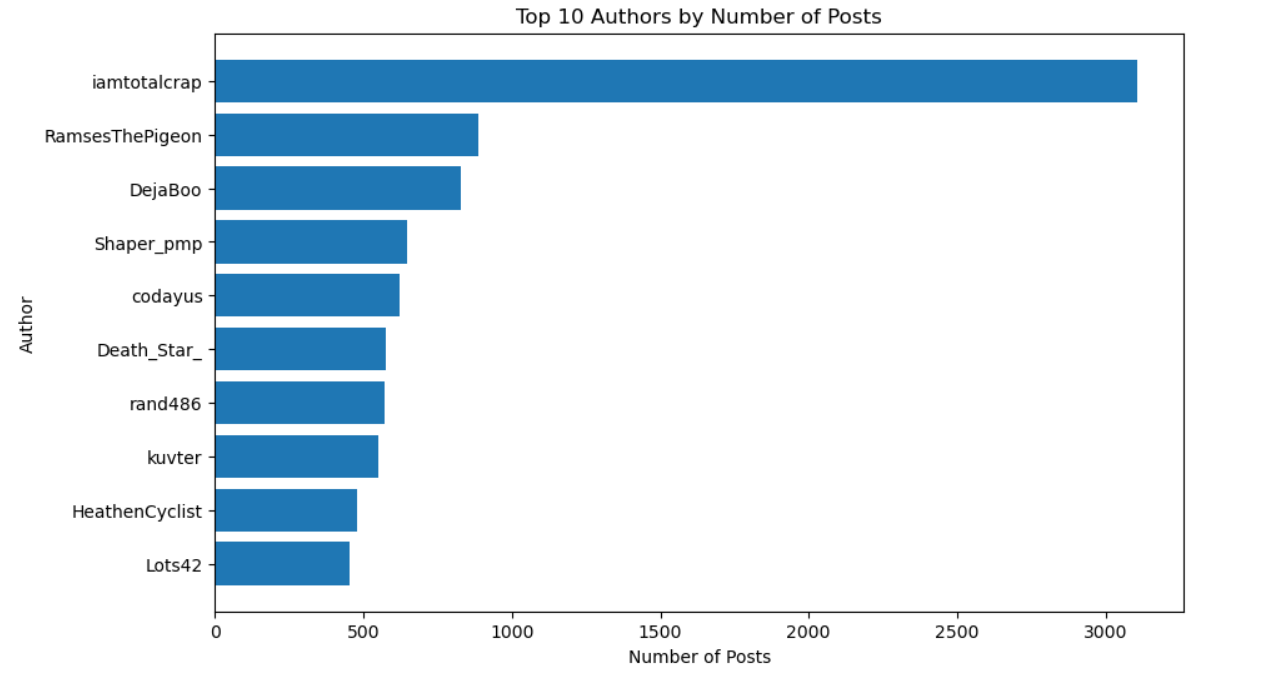 Top 10 Authors by Number of Posts
iamtotalcrap
RamsesThePigeon
DejaBoo
Shaper_pmp
codayus
Death_Star_
rand486
kuvter
HeathenCyclist
Lots42
Author
0 500 1000 1500 2000 2500 3000
Number of Posts